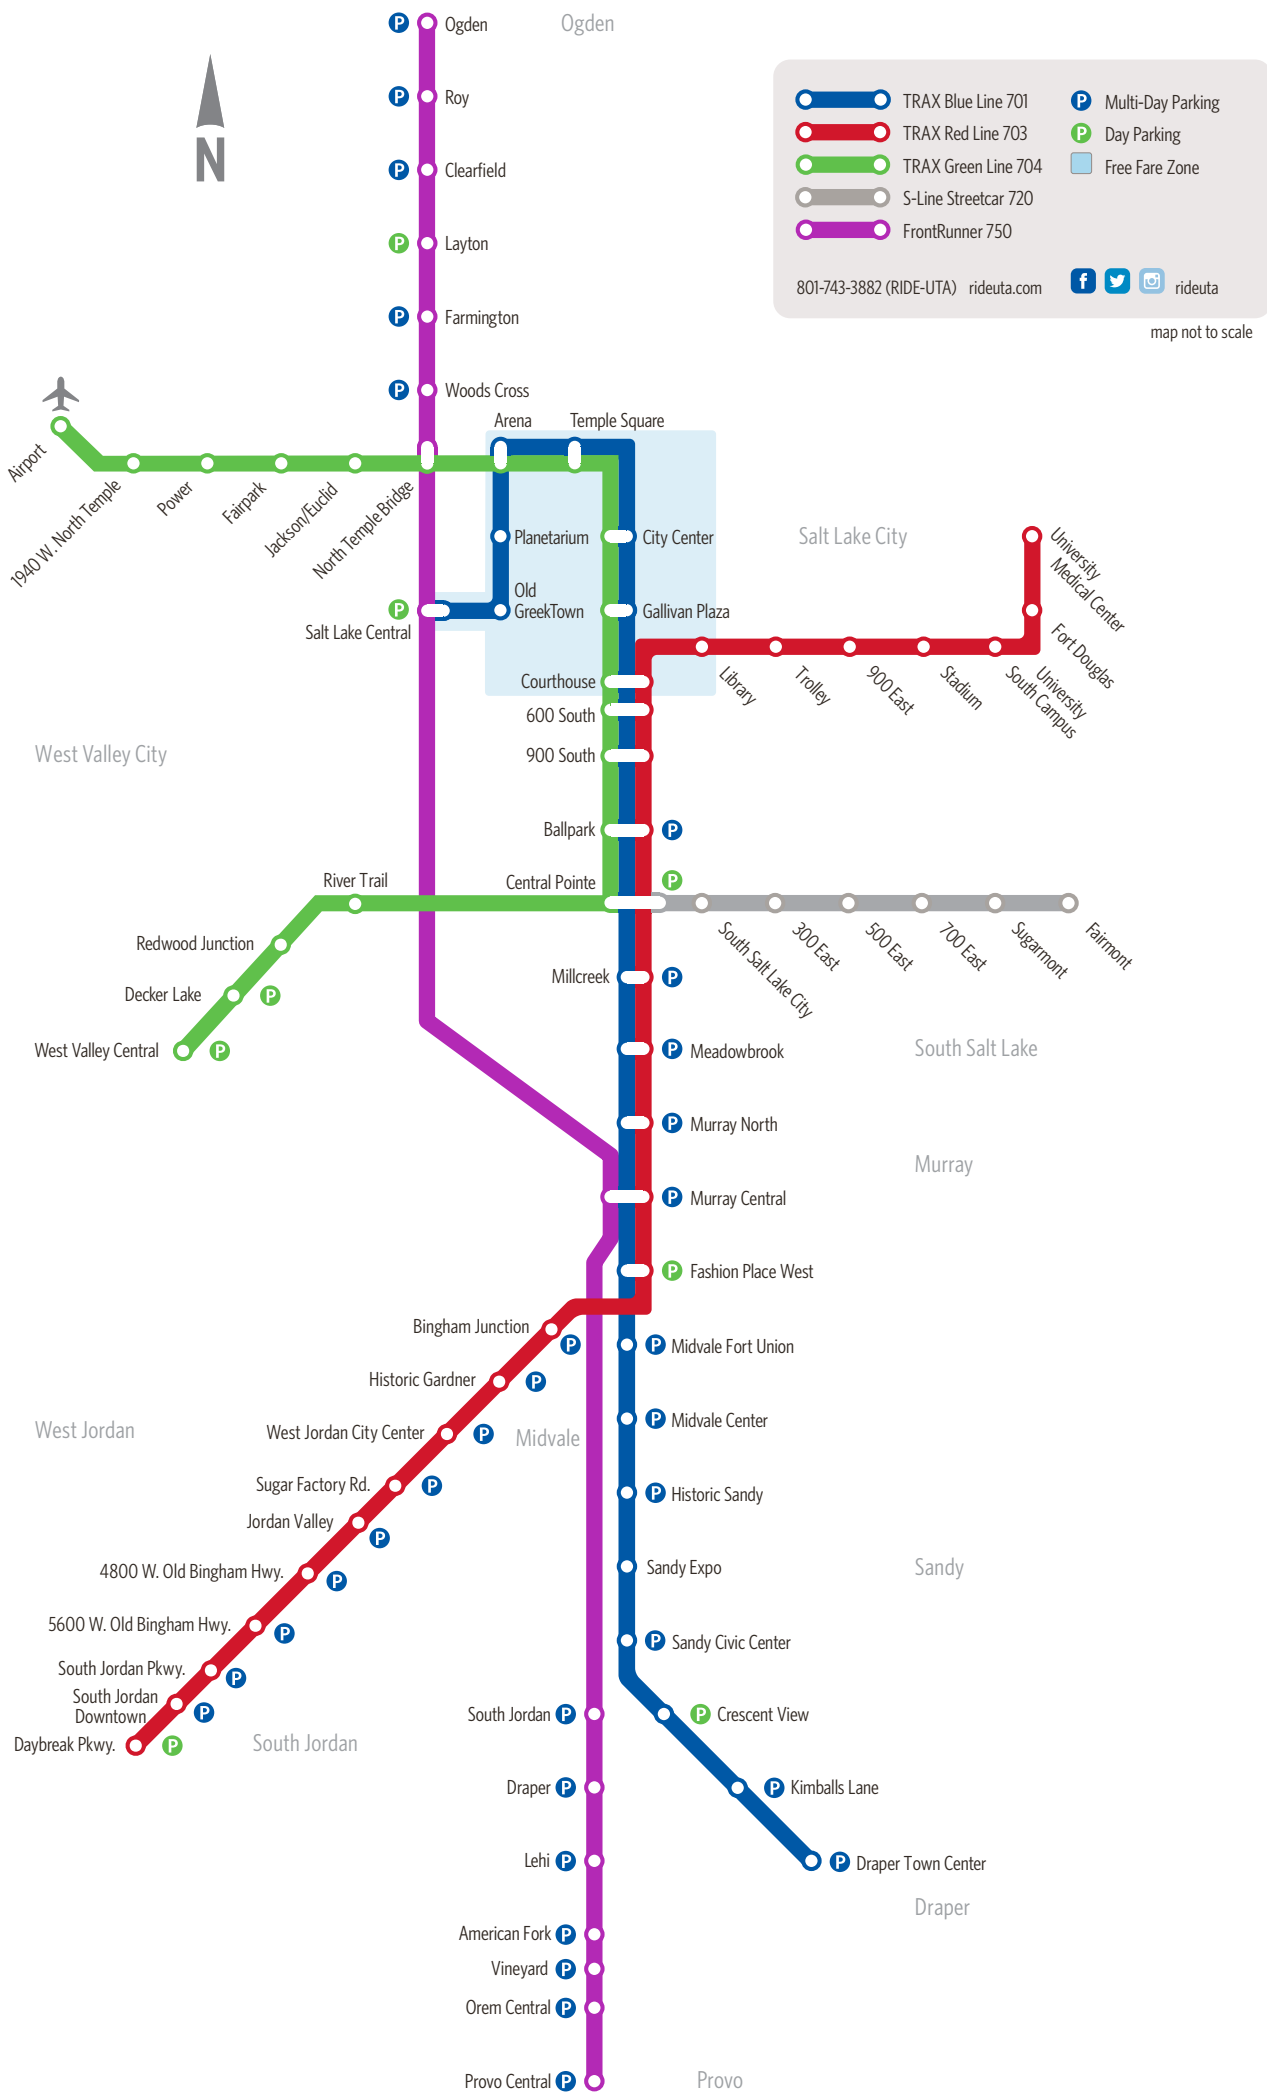 P Ogden
Ogden
N
P Roy
P Clearfield
P Layton
P Farmington
P Woods Cross
TRAX Blue Line 701
TRAX Red Line 703
TRAX Green Line 704
S-Line Streetcar 720
FrontRunner 750
P Multi-Day Parking
P Day Parking
Free Fare Zone
801-743-3882 (RIDE-UTA) rideuta.com
f rideuta
map not to scale
Airport
1940 W. North Temple
Power
Fairpark
Jackson/Euclid
North Temple Bridge
Arena
Temple Square
Planetarium
City Center
Salt Lake City
Old
GreekTown
Gallivan Plaza
P
Salt Lake Central
University
Medical Center
Fort Douglas
University
South Campus
Stadium
900 East
Trolley
Library
Courthouse
600 South
900 South
West Valley City
Ballpark P
Central Pointe P
River Trail
Redwood Junction
Decker Lake P
West Valley Central P
South Salt Lake City
300 East
500 East
700 East
Sugarmont
Fairmont
Millcreek P
P Meadowbrook
South Salt Lake
P Murray North
Murray
P Murray Central
P Fashion Place West
Bingham Junction P
P Midvale Fort Union
Historic Gardner P
P Midvale Center
West Jordan
West Jordan City Center P
Midvale
Sugar Factory Rd. P
P Historic Sandy
Jordan Valley P
4800 W. Old Bingham Hwy. P
Sandy Expo
Sandy
5600 W. Old Bingham Hwy. P
P Sandy Civic Center
South Jordan Pkwy. P
South Jordan
Downtown P
Daybreak Pkwy. P
South Jordan
South Jordan P
P Crescent View
Draper P
P Kimballs Lane
Lehi P
P Draper Town Center
Draper
American Fork P
Vineyard P
Orem Central P
Provo Central P
Provo